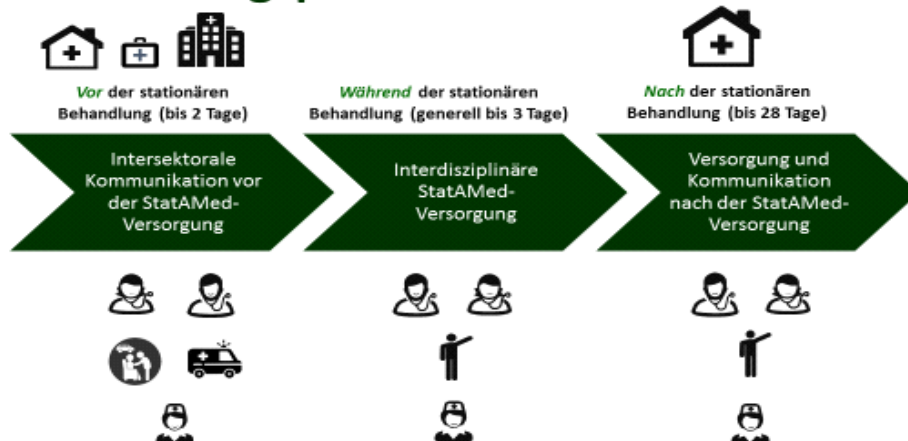 Vor der stationären
Behandlung (bis 2 Tage)
Während der stationären
Behandlung (generell bis 3 Tage)
Nach der stationären
Behandlung (bis 28 Tage)
Intersektorale
Kommunikation vor
der StatAMed-
Versorgung
Interdisziplinäre
StatAMed-
Versorgung
Versorgung und
Kommunikation
nach der StatAMed-
Versorgung